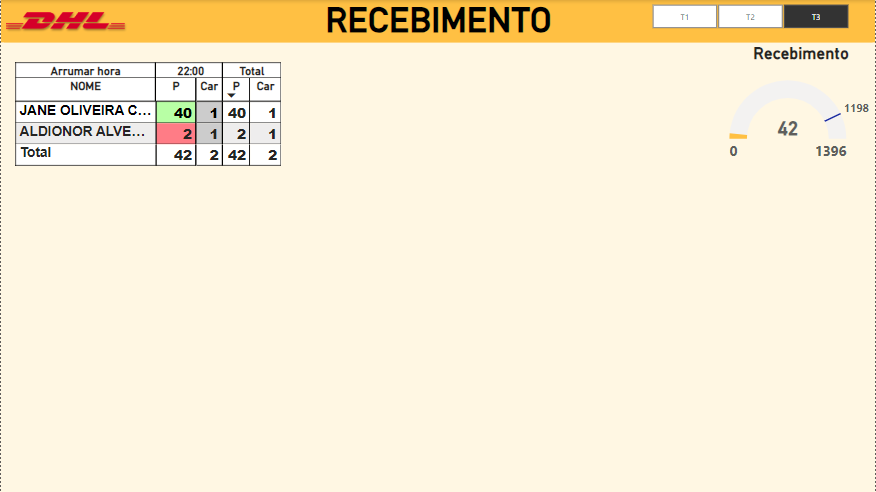 DHL
RECEBIMENTO
T1 T2 T3
Recebimento
Arrumar hora 22:00 Total
NOME P Car P Car
JANE OLIVEIRA C... 40 1 40 1
ALDIONOR ALVE... 2 1 2 1
Total 42 2 42 2
1198
42
0 1396